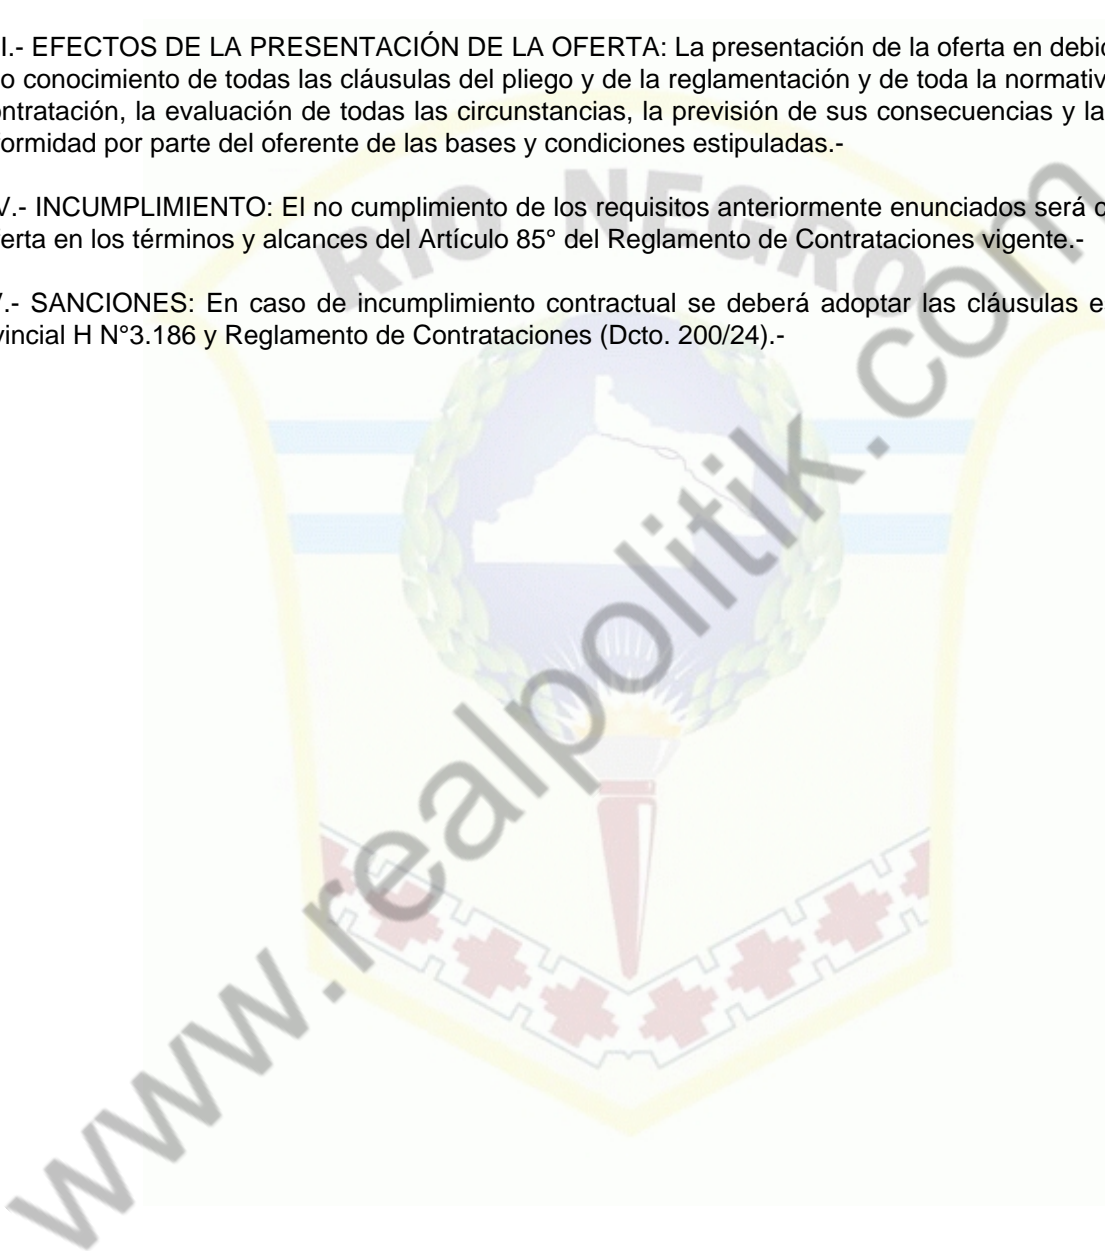 I.- EFECTOS DE LA PRESENTACIÓN DE LA OFERTA: La presentación de la oferta en debic
o conocimiento de todas las cláusulas del pliego y de la reglamentación y de toda la normativ
ontratación, la evaluación de todas las circunstancias, la previsión de sus consecuencias y la
ormidad por parte del oferente de las bases y condiciones estipuladas.-
V.- INCUMPLIMIENTO: El no cumplimiento de los requisitos anteriormente enunciados será c
erta en los términos y alcances del Artículo 85° del Reglamento de Contrataciones vigente.-
.- SANCIONES: En caso de incumplimiento contractual se deberá adoptar las cláusulas e
vincial H N°3.186 y Reglamento de Contrataciones (Dcto. 200/24).-
RIO NEGRO
www.realpolitik.com